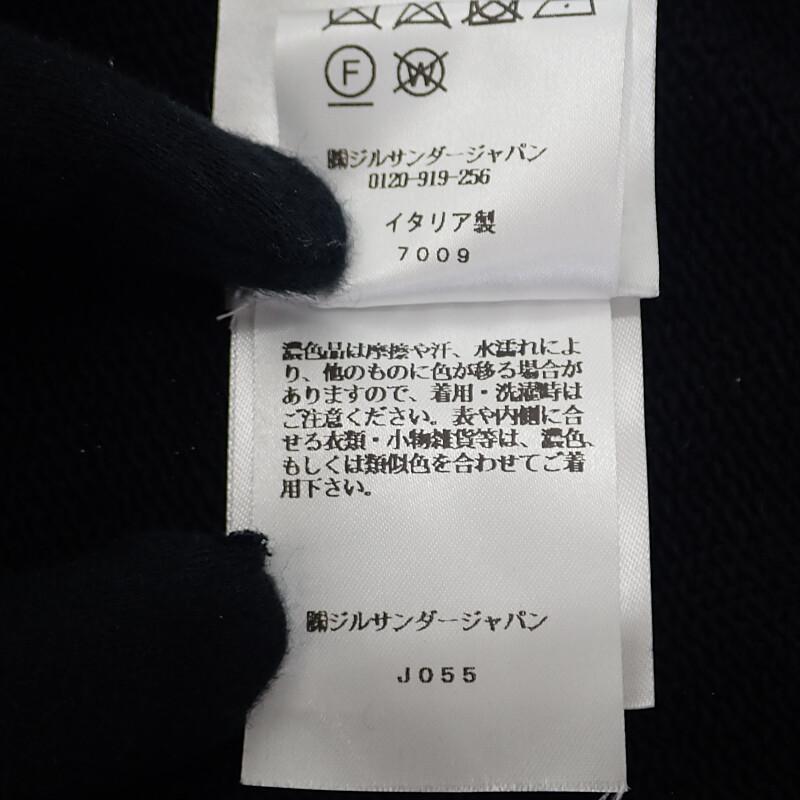 F W
㈱ジルサンダージャパン
0120-919-256
イタリア製
7009
濃色品は摩擦や汗、水濡れによ
り、他のものに色が移る場合が
ありますので、着用・洗濯時は
ご注意ください。表や内側に合
せる衣類・小物雑貨等は、濃色、
もしくは類似色を合わせてご着
用下さい。
㈱ジルサンダージャパン
J055